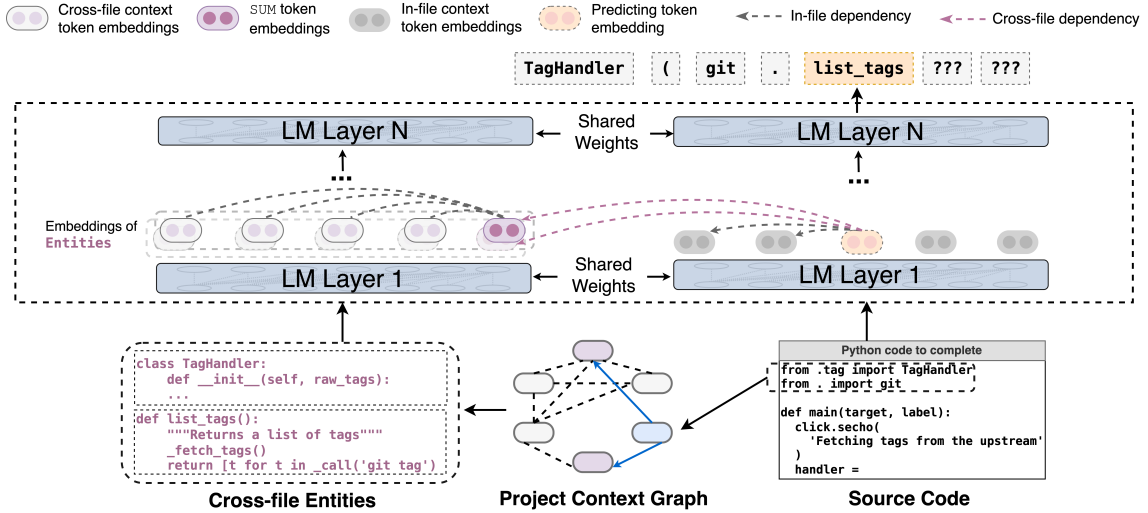 Cross-file context
token embeddings
SUM token
embeddings
In-file context
token embeddings
Predicting token
embedding
In-file dependency
Cross-file dependency
TagHandler ( git . list_tags ??? ???
LM Layer N
Shared
Weights
LM Layer N
...
...
Embeddings of
Entities
LM Layer 1
Shared
Weights
LM Layer 1
class TagHandler:
def __init__(self, raw_tags):
...
def list_tags():
"""Returns a list of tags"""
_fetch_tags()
return [t for t in _call('git tag')
Cross-file Entities
Project Context Graph
Python code to complete
from .tag import TagHandler
from . import git
def main(target, label):
click.secho(
'Fetching tags from the upstream'
)
handler =
Source Code